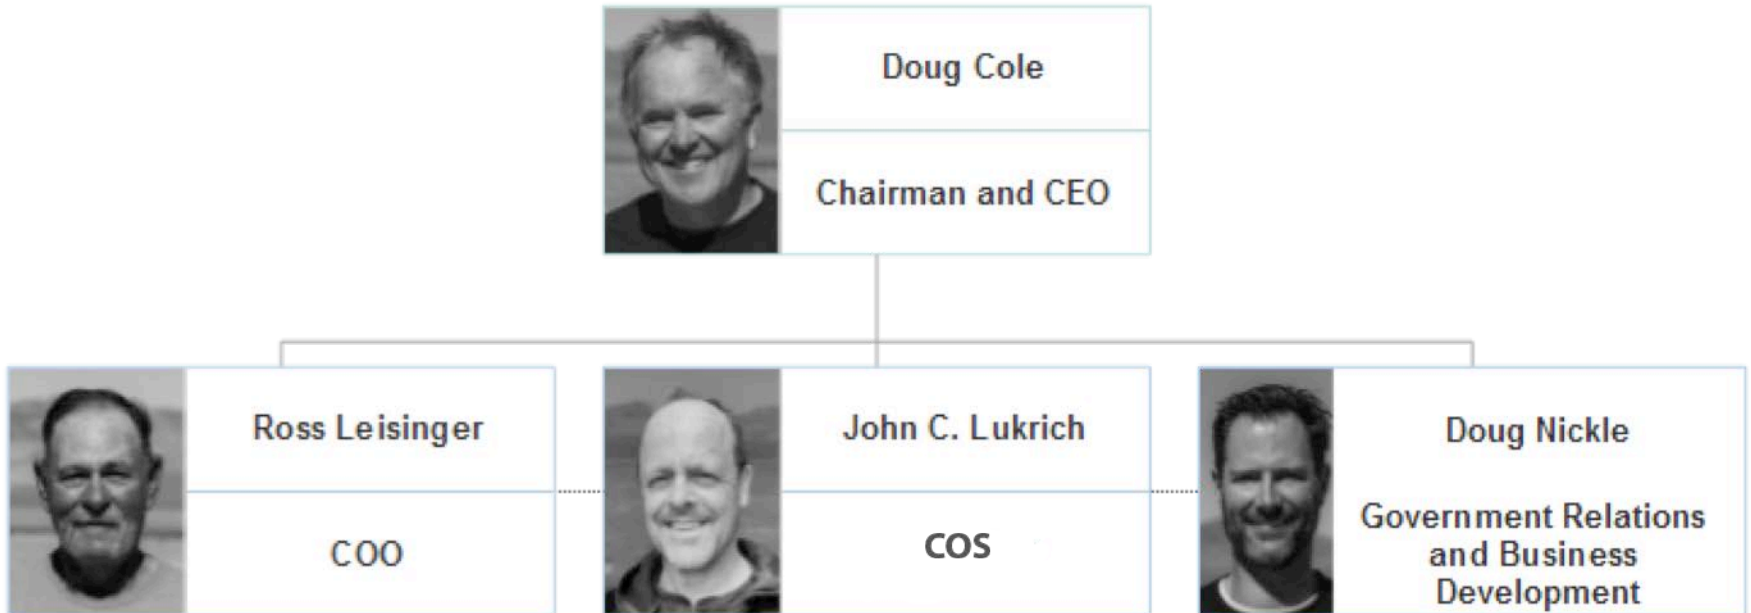 Doug Cole
Chairman and CEO
Ross Leisinger
COO
John C. Lukrich
COS
Doug Nickle
Government Relations
and Business
Development